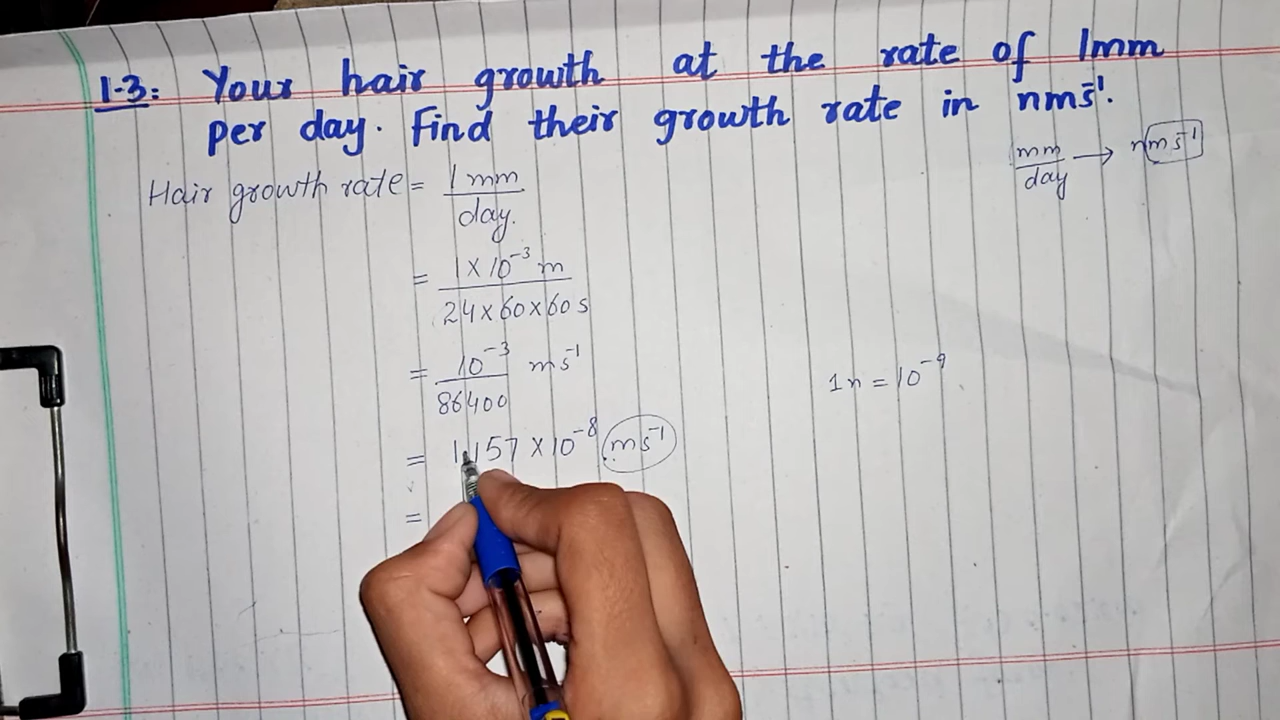 1.3: Your hair growth at the rate of 1mm
per day. Find their growth rate in nms⁻¹.
mm/day → nms⁻¹
Hair growth rate = 1mm/day.
= 1×10⁻³ m / 24×60×60 s
= 10⁻³/86400 ms⁻¹
1n = 10⁻⁹
= 1.157×10⁻⁸ ms⁻¹
=